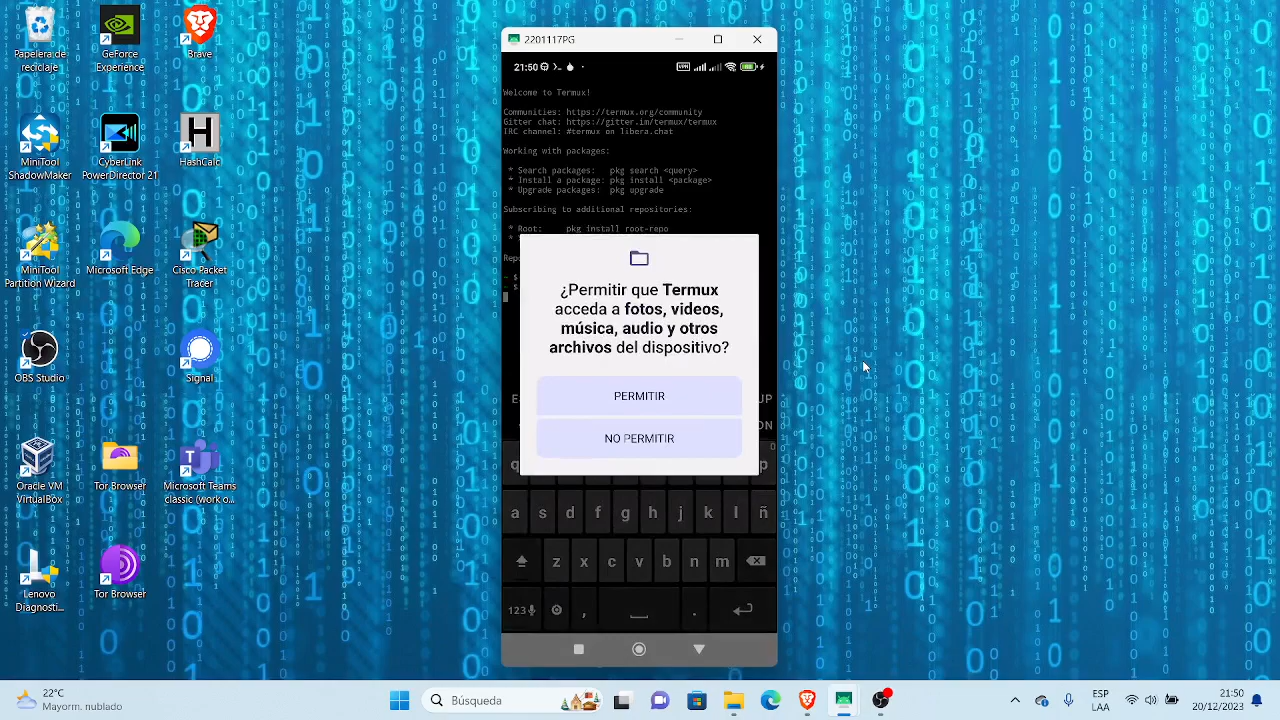 Papelera de
GeForce
Experience
Brave
MiniTool
ShadowMaker
CyberLink
PowerDirector 21
HashCalc
MiniTool
Microsoft Edge
Cisco Packet
Tracer
OBS Studio
Signal
Oracle VM
VirtualBox
Tor Browser
Microsoft Teams
classic (work o...
Lenovo
Diagnost...
Tor Browser
2201117PG
21:50
VPN
Welcome to Termux!
Communities: https://termux.org/community
Gitter chat: https://gitter.im/termux/termux
IRC channel: #termux on libera.chat
Working with packages:
* Search packages: pkg search <query>
* Install a package: pkg install <package>
* Upgrade packages: pkg upgrade
Subscribing to additional repositories:
* Root: pkg install root-repo
*
Repo
~ $
~ $
¿Permitir que Termux
acceda a fotos, videos,
música, audio y otros
archivos del dispositivo?
PERMITIR
NO PERMITIR
E UP
q p
a s d f g h j k l ñ
z x c v b n m
123 , .
22°C
Mayormente nublado
Búsqueda
ESP
LAA
21:50
20/12/2023